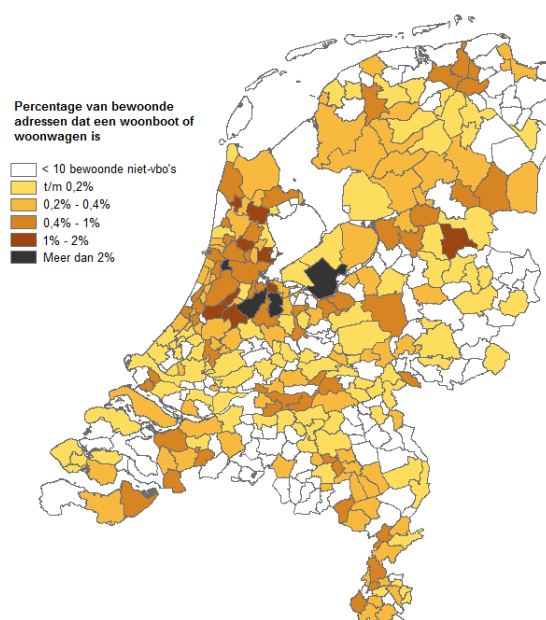 Percentage van bewoonde
adressen dat een woonboot of
woonwagen is
< 10 bewoonde niet-vbo's
t/m 0,2%
0,2% - 0,4%
0,4% - 1%
1% - 2%
Meer dan 2%